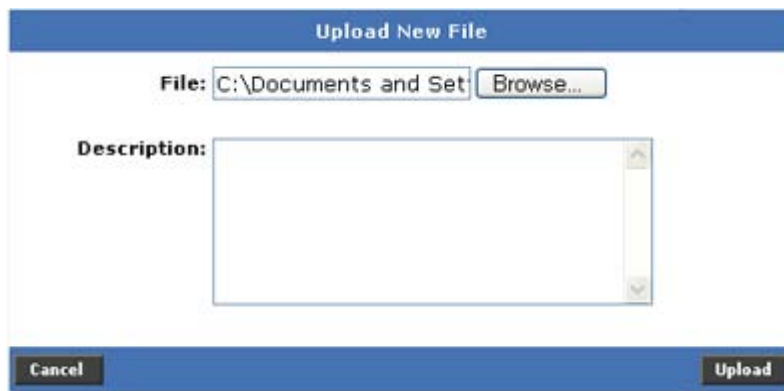 Upload New File
File: C:\Documents and Set Browse...
Description:
Cancel Upload